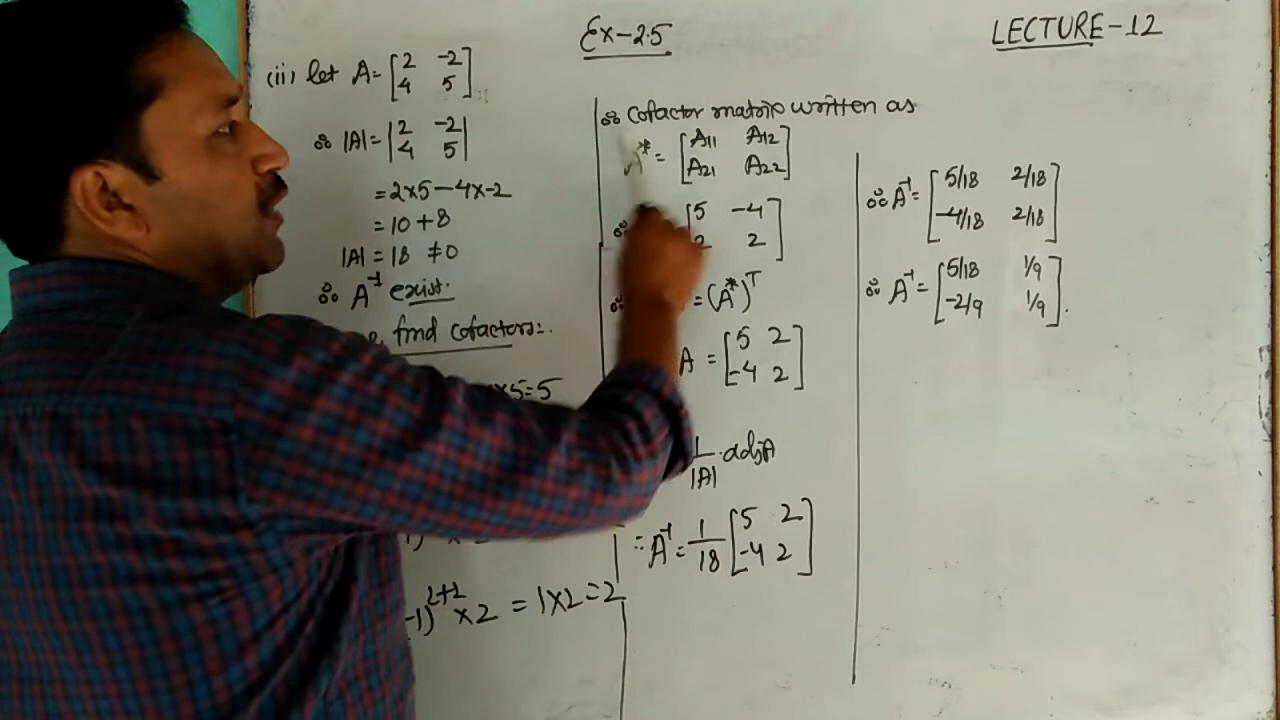 Ex-2.5
LECTURE-12
(ii) let A = [2 -2
4 5]
∴ |A| = |2 -2
4 5|
= 2×5-4×-2
= 10+8
|A| = 18 ≠0
∴ A⁻¹ exist.
find cofactors:.
×5=5
-1)²⁺² ×2 = 1×2=2
∴ Cofactor matrix written as
A* = [A11 A12
A21 A22]
∴ [5 -4
2 2]
∴ = (A*)ᵀ
A = [5 2
-4 2]
1/|A| . adjA
∴ A⁻¹ = 1/18 [5 2
-4 2]
∴ A⁻¹ = [5/18 2/18
-4/18 2/18]
∴ A⁻¹ = [5/18 1/9
-2/9 1/9].